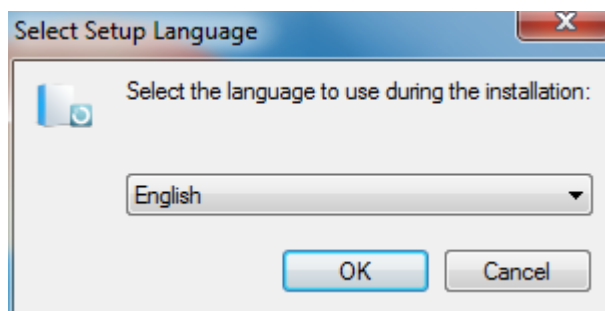 Select Setup Language
Select the language to use during the installation:
English
OK
Cancel